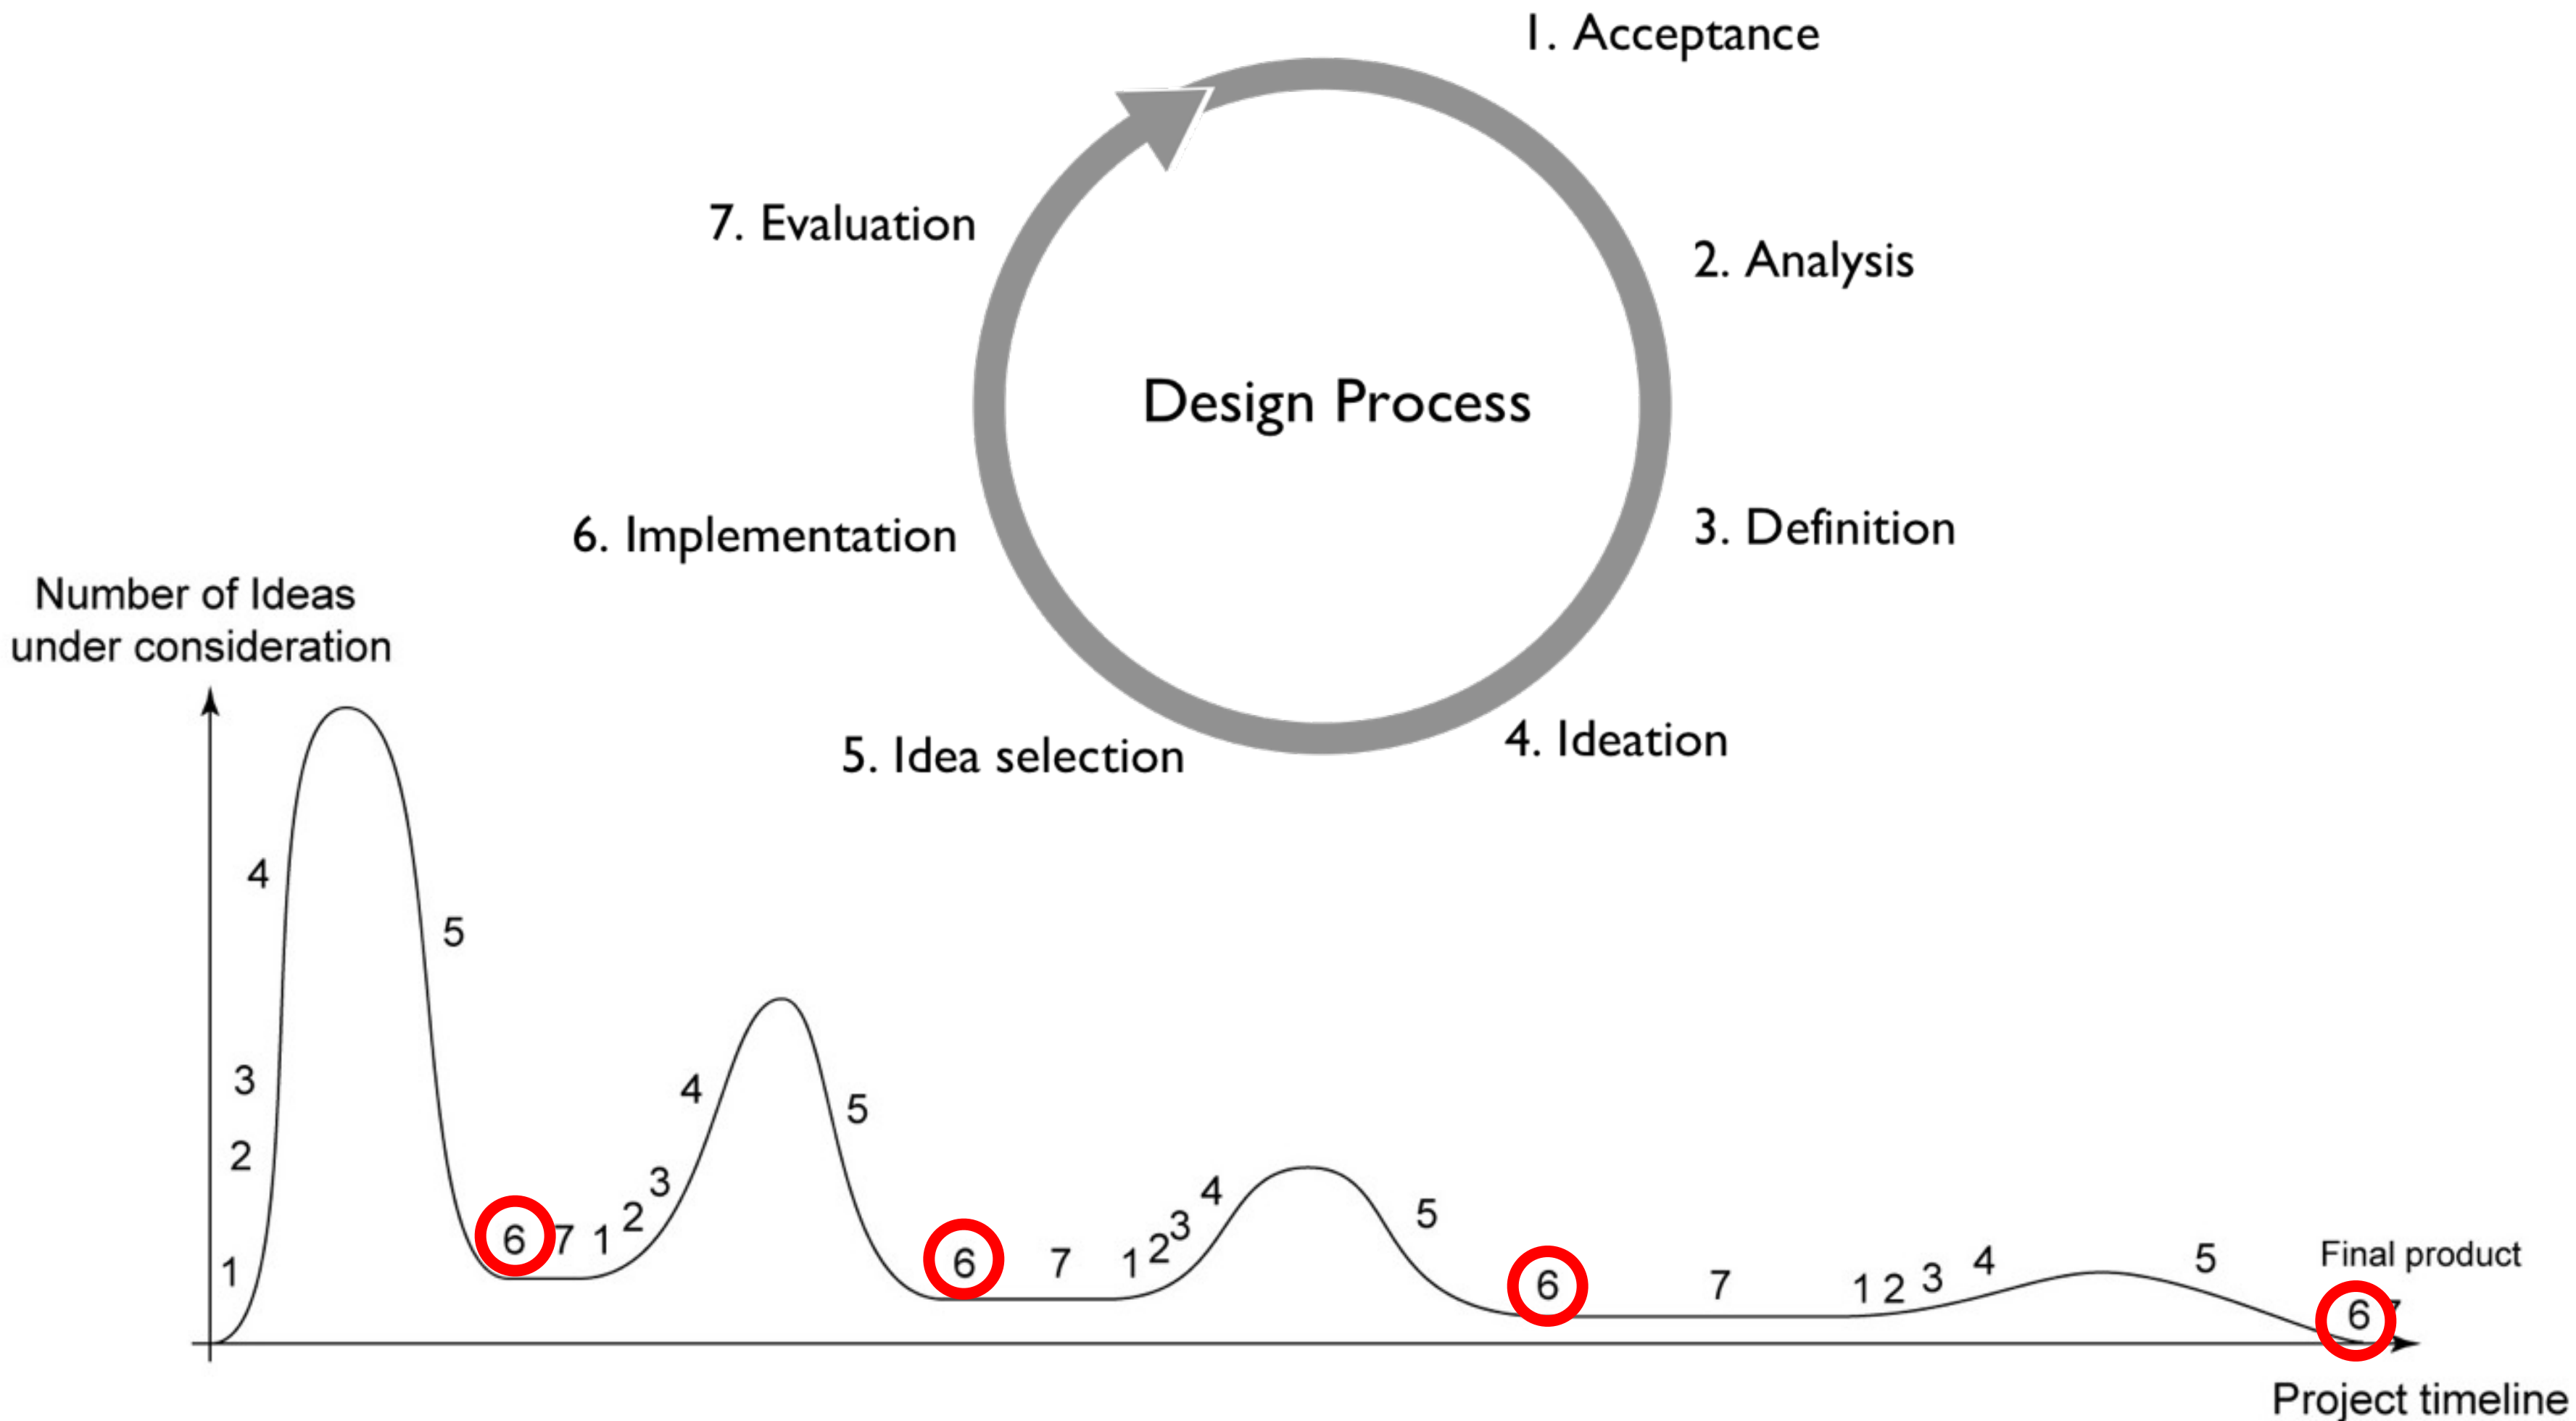 1. Acceptance
7. Evaluation
2. Analysis
Design Process
3. Definition
6. Implementation
4. Ideation
5. Idea selection
Number of Ideas
under consideration
4
5
3
2
1
6 7 1 2 3
4
5
6 7 1 2 3 4
5
6 7 1 2 3 4
5
Final product
6 7
Project timeline